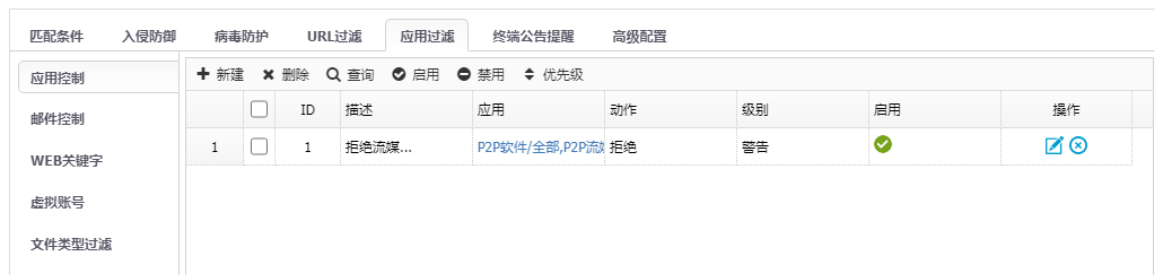 匹配条件 入侵防御 病毒防护 URL过滤 应用过滤 终端公告提醒 高级配置
应用控制
邮件控制
WEB关键字
虚拟账号
文件类型过滤
新建 删除 查询 启用 禁用 优先级
ID 描述 应用 动作 级别 启用 操作
1 1 拒绝流媒... P2P软件/全部,P2P流媒 拒绝 警告